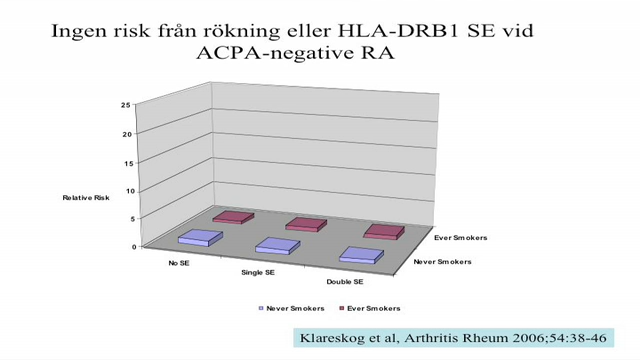 Ingen risk från rökning eller HLA-DRB1 SE vid
ACPA-negative RA
25
20
15
10
5
0
Relative Risk
No SE
Single SE
Double SE
Ever Smokers
Never Smokers
Never Smokers Ever Smokers
Klareskog et al, Arthritis Rheum 2006;54:38-46